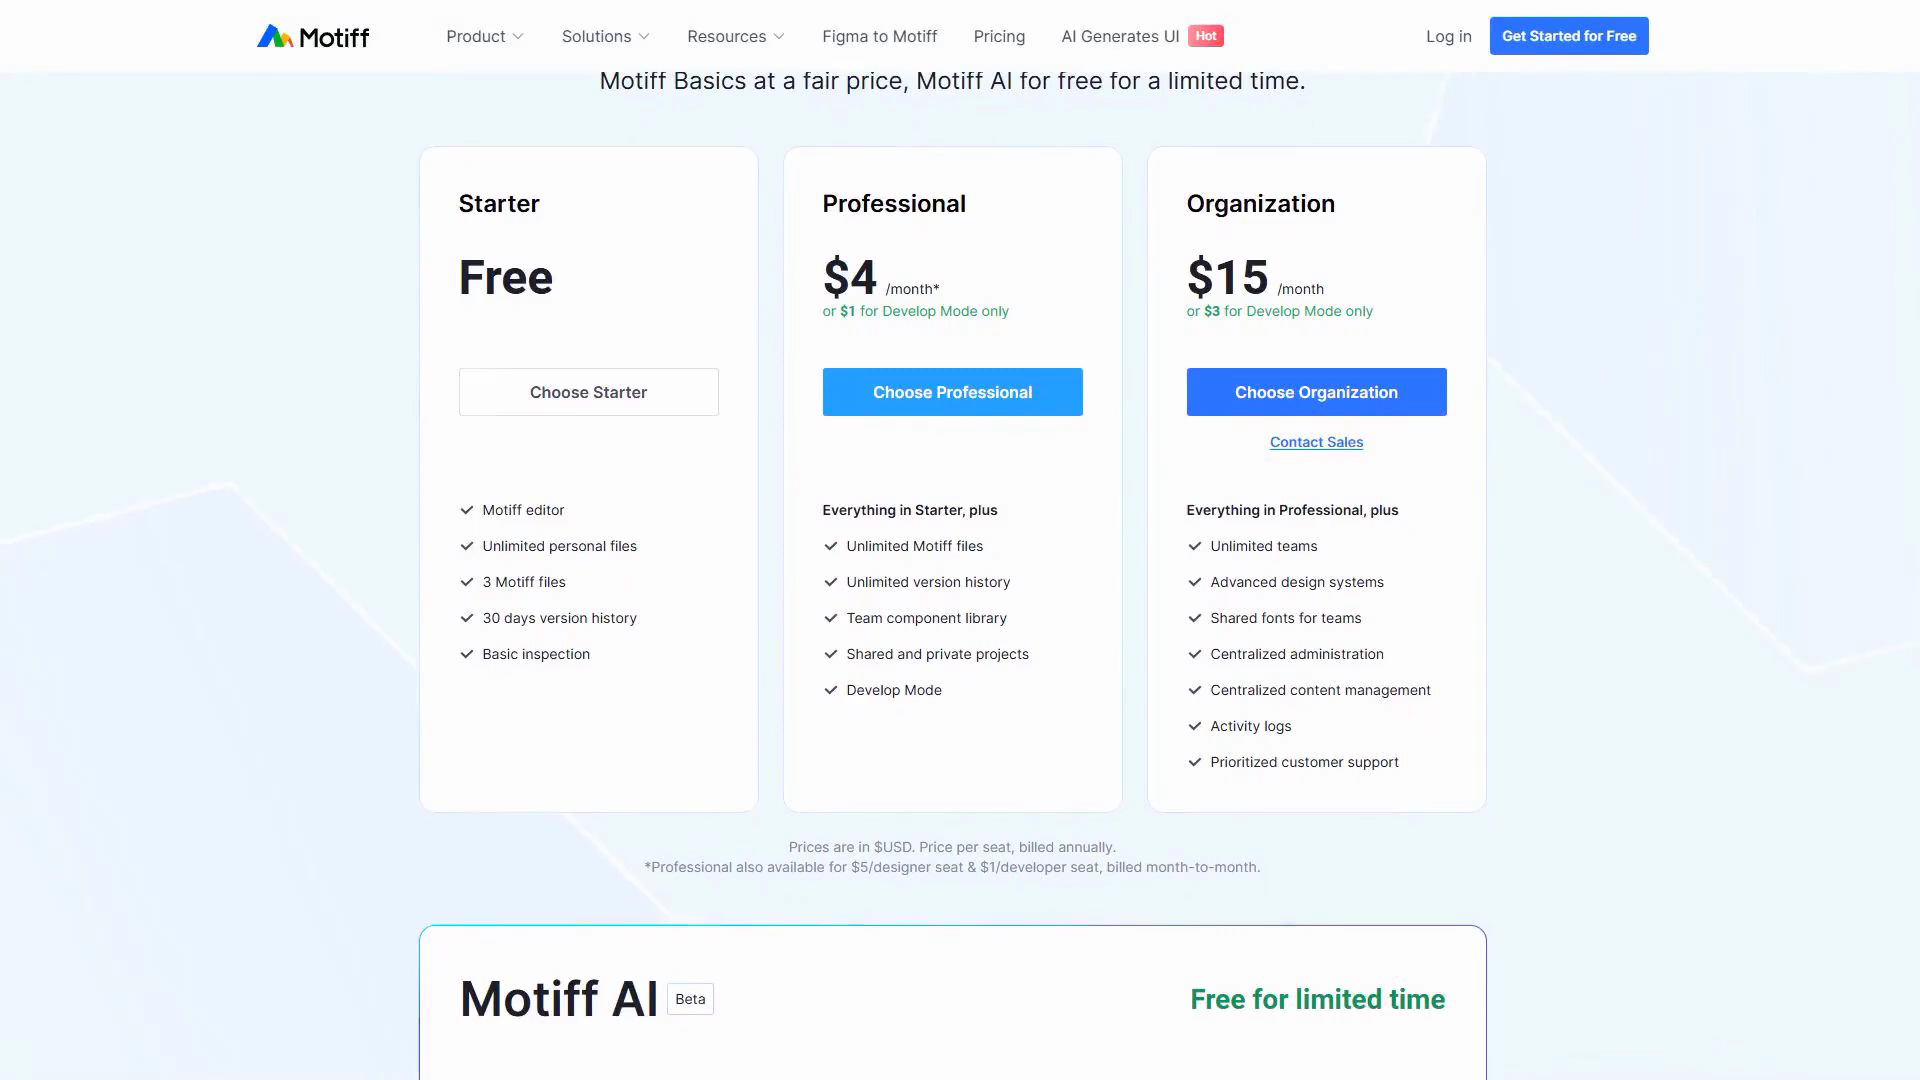 Motiff
Product
Solutions
Resources
Figma to Motiff
Pricing
AI Generates UI
Hot
Log in
Get Started for Free
Motiff Basics at a fair price, Motiff AI for free for a limited time.
Starter
Free
Choose Starter
Motiff editor
Unlimited personal files
3 Motiff files
30 days version history
Basic inspection
Professional
$4 /month*
or $1 for Develop Mode only
Choose Professional
Everything in Starter, plus
Unlimited Motiff files
Unlimited version history
Team component library
Shared and private projects
Develop Mode
Organization
$15 /month
or $3 for Develop Mode only
Choose Organization
Contact Sales
Everything in Professional, plus
Unlimited teams
Advanced design systems
Shared fonts for teams
Centralized administration
Centralized content management
Activity logs
Prioritized customer support
Prices are in $USD. Price per seat, billed annually.
*Professional also available for $5/designer seat & $1/developer seat, billed month-to-month.
Motiff AI
Beta
Free for limited time